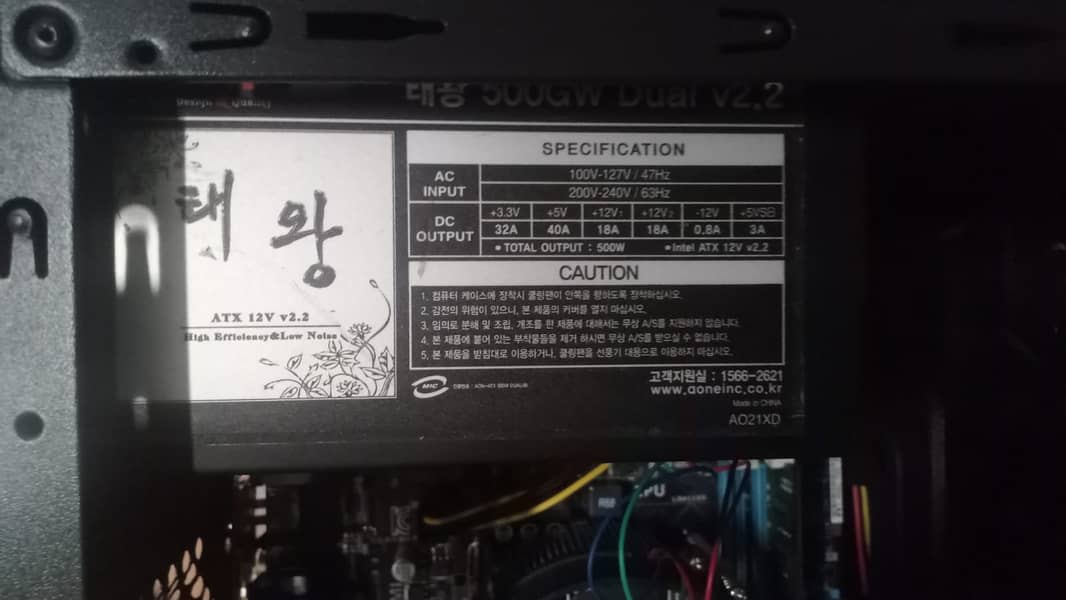 Design & Quality
태왕 500GW Dual v2.2
태왕
ATX 12V v2.2
High Efficiency&Low Noise
SPECIFICATION
AC INPUT
100V-127V / 47Hz
200V-240V / 63Hz
DC OUTPUT
+3.3V +5V +12V1 +12V2 -12V +5VSB
32A 40A 18A 18A 0.8A 3A
● TOTAL OUTPUT : 500W ● Intel ATX 12V v2.2
CAUTION
1. 컴퓨터 케이스에 장착시 쿨링팬이 안쪽을 향하도록 장착하십시오.
2. 감전의 위험이 있으니, 본 제품의 커버를 열지 마십시오.
3. 임의로 분해 및 조립, 개조를 한 제품에 대해서는 무상 A/S를 지원하지 않습니다.
4. 본 제품에 붙어 있는 부착물들을 제거 하시면 무상 A/S를 받으실 수 없습니다.
5. 본 제품을 받침대로 이용하거나, 쿨링팬을 선풍기 대용으로 이용하지 마십시오.
MIC
고객지원실 : 1566-2621
www.aoneinc.co.kr
Made in CHINA
AO21XD